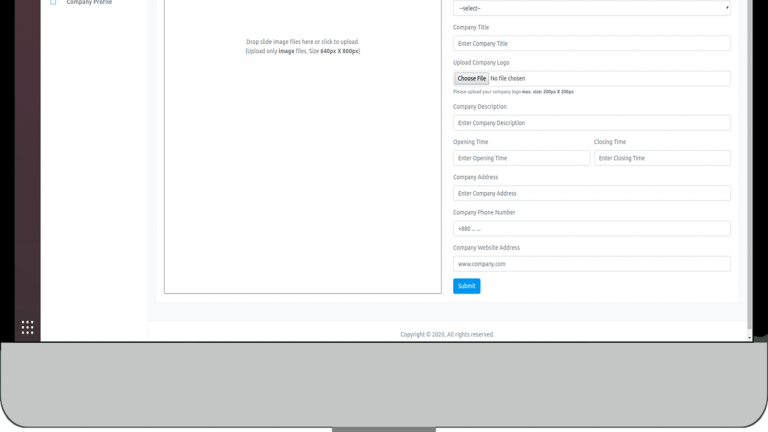 Company Profile
Drop slide image files here or click to upload.
(Upload only image files. Size 640px X 800px)
--select--
Company Title
Enter Company Title
Upload Company Logo
Choose File No file chosen
Please upload your company logo max. size: 200px X 200px
Company Description
Enter Company Description
Opening Time
Closing Time
Enter Opening Time
Enter Closing Time
Company Address
Enter Company Address
Company Phone Number
+880 ... ...
Company Website Address
www.company.com
Submit
Copyright © 2020, All rights reserved.